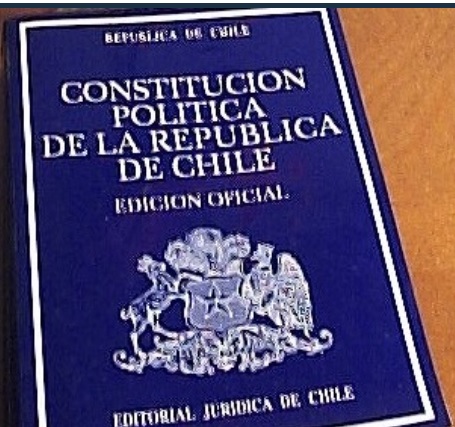 REPUBLICA DE CHILE
CONSTITUCION
POLITICA
DE LA REPUBLICA
DE CHILE
EDICION OFICIAL
EDITORIAL JURIDICA DE CHILE